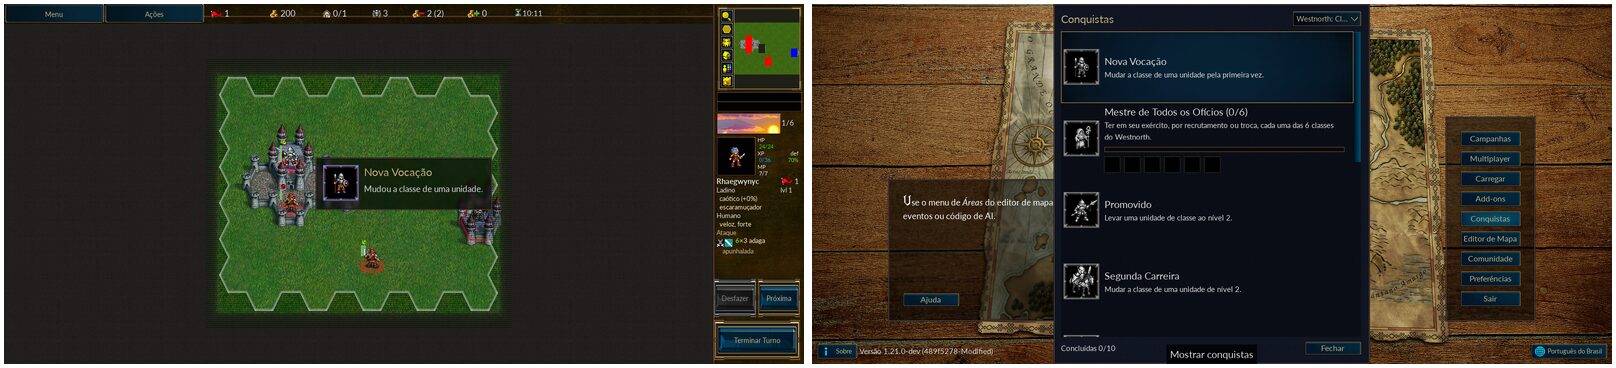 Menu
Ações
1
200
0/1
3
2 (2)
0
10:11
1/6
HP
24/24
XP
0/36
MP
7/7
def
70%
Rhaegwynyc
1
Ladino
lvl 1
caótico (+0%)
escaramuçador
Humano
veloz, forte
Ataque
6×3 adaga
apunhalada
Nova Vocação
Mudou a classe de uma unidade.
Desfazer
Próxima
Terminar Turno
Conquistas
Westnorth: Cl...
Nova Vocação
Mudar a classe de uma unidade pela primeira vez.
Mestre de Todos os Ofícios (0/6)
Ter em seu exército, por recrutamento ou troca, cada uma das 6 classes
do Westnorth.
Promovido
Levar uma unidade de classe ao nível 2.
Segunda Carreira
Mudar a classe de uma unidade de nível 2.
Concluídas 0/10
Fechar
Mostrar conquistas
Use o menu de Áreas do editor de mapa
eventos ou código de AI.
Ajuda
Campanhas
Multiplayer
Carregar
Add-ons
Conquistas
Editor de Mapa
Comunidade
Preferências
Sair
Sobre
Versão 1.21.0-dev (489f5278-Modified)
Português do Brasil